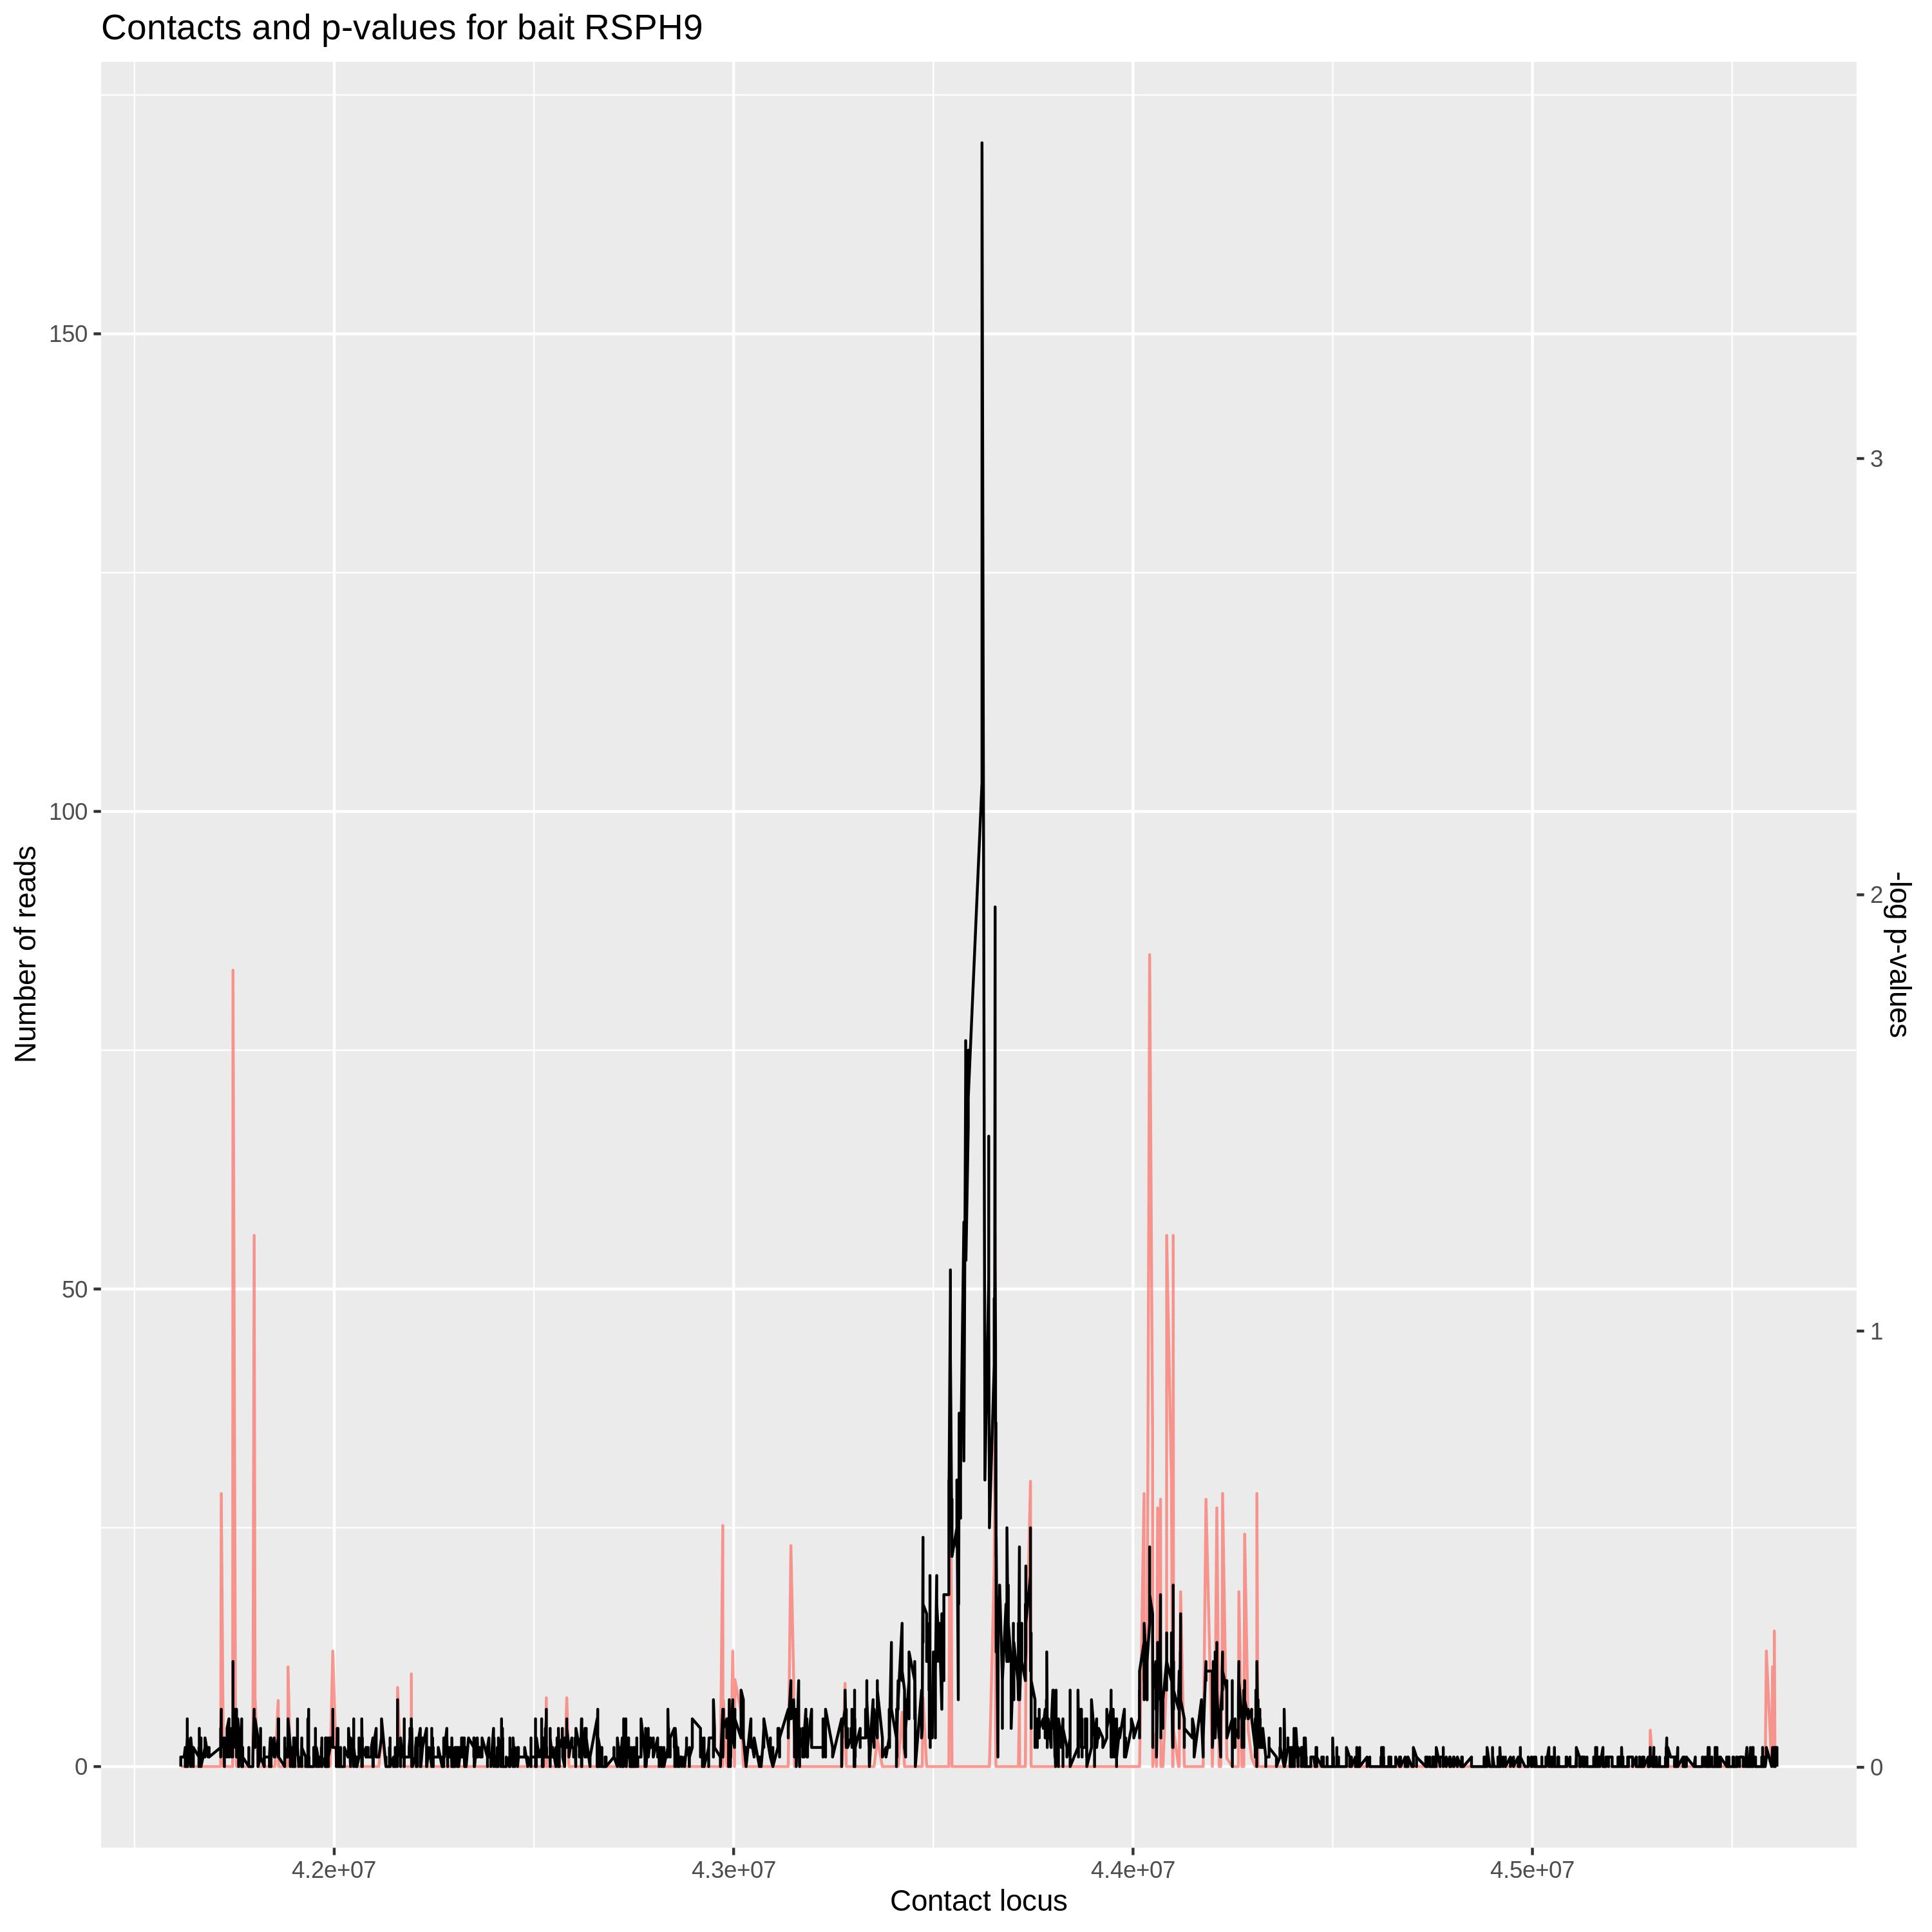 Contacts and p-values for bait RSPH9
150
100
50
0
Number of reads
3
2
1
0
-log p-values
4.2e+07 4.3e+07 4.4e+07 4.5e+07
Contact locus